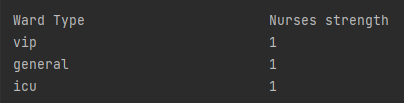 Ward Type Nurses strength
vip 1
general 1
icu 1